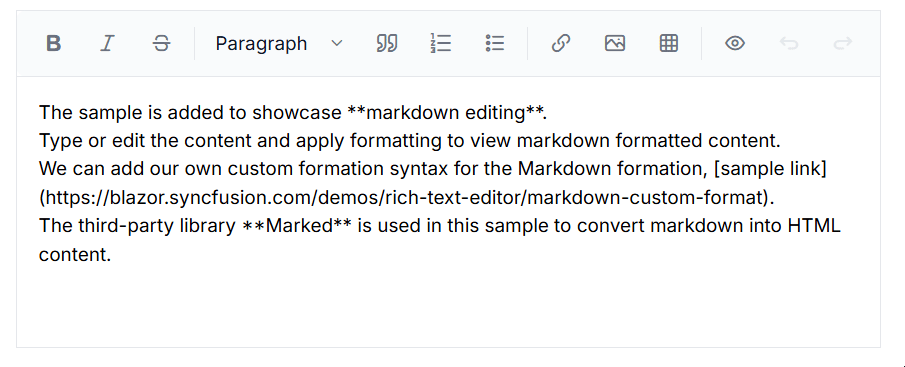 B I S Paragraph
The sample is added to showcase **markdown editing**.
Type or edit the content and apply formatting to view markdown formatted content.
We can add our own custom formation syntax for the Markdown formation, [sample link]
(https://blazor.syncfusion.com/demos/rich-text-editor/markdown-custom-format).
The third-party library **Marked** is used in this sample to convert markdown into HTML
content.